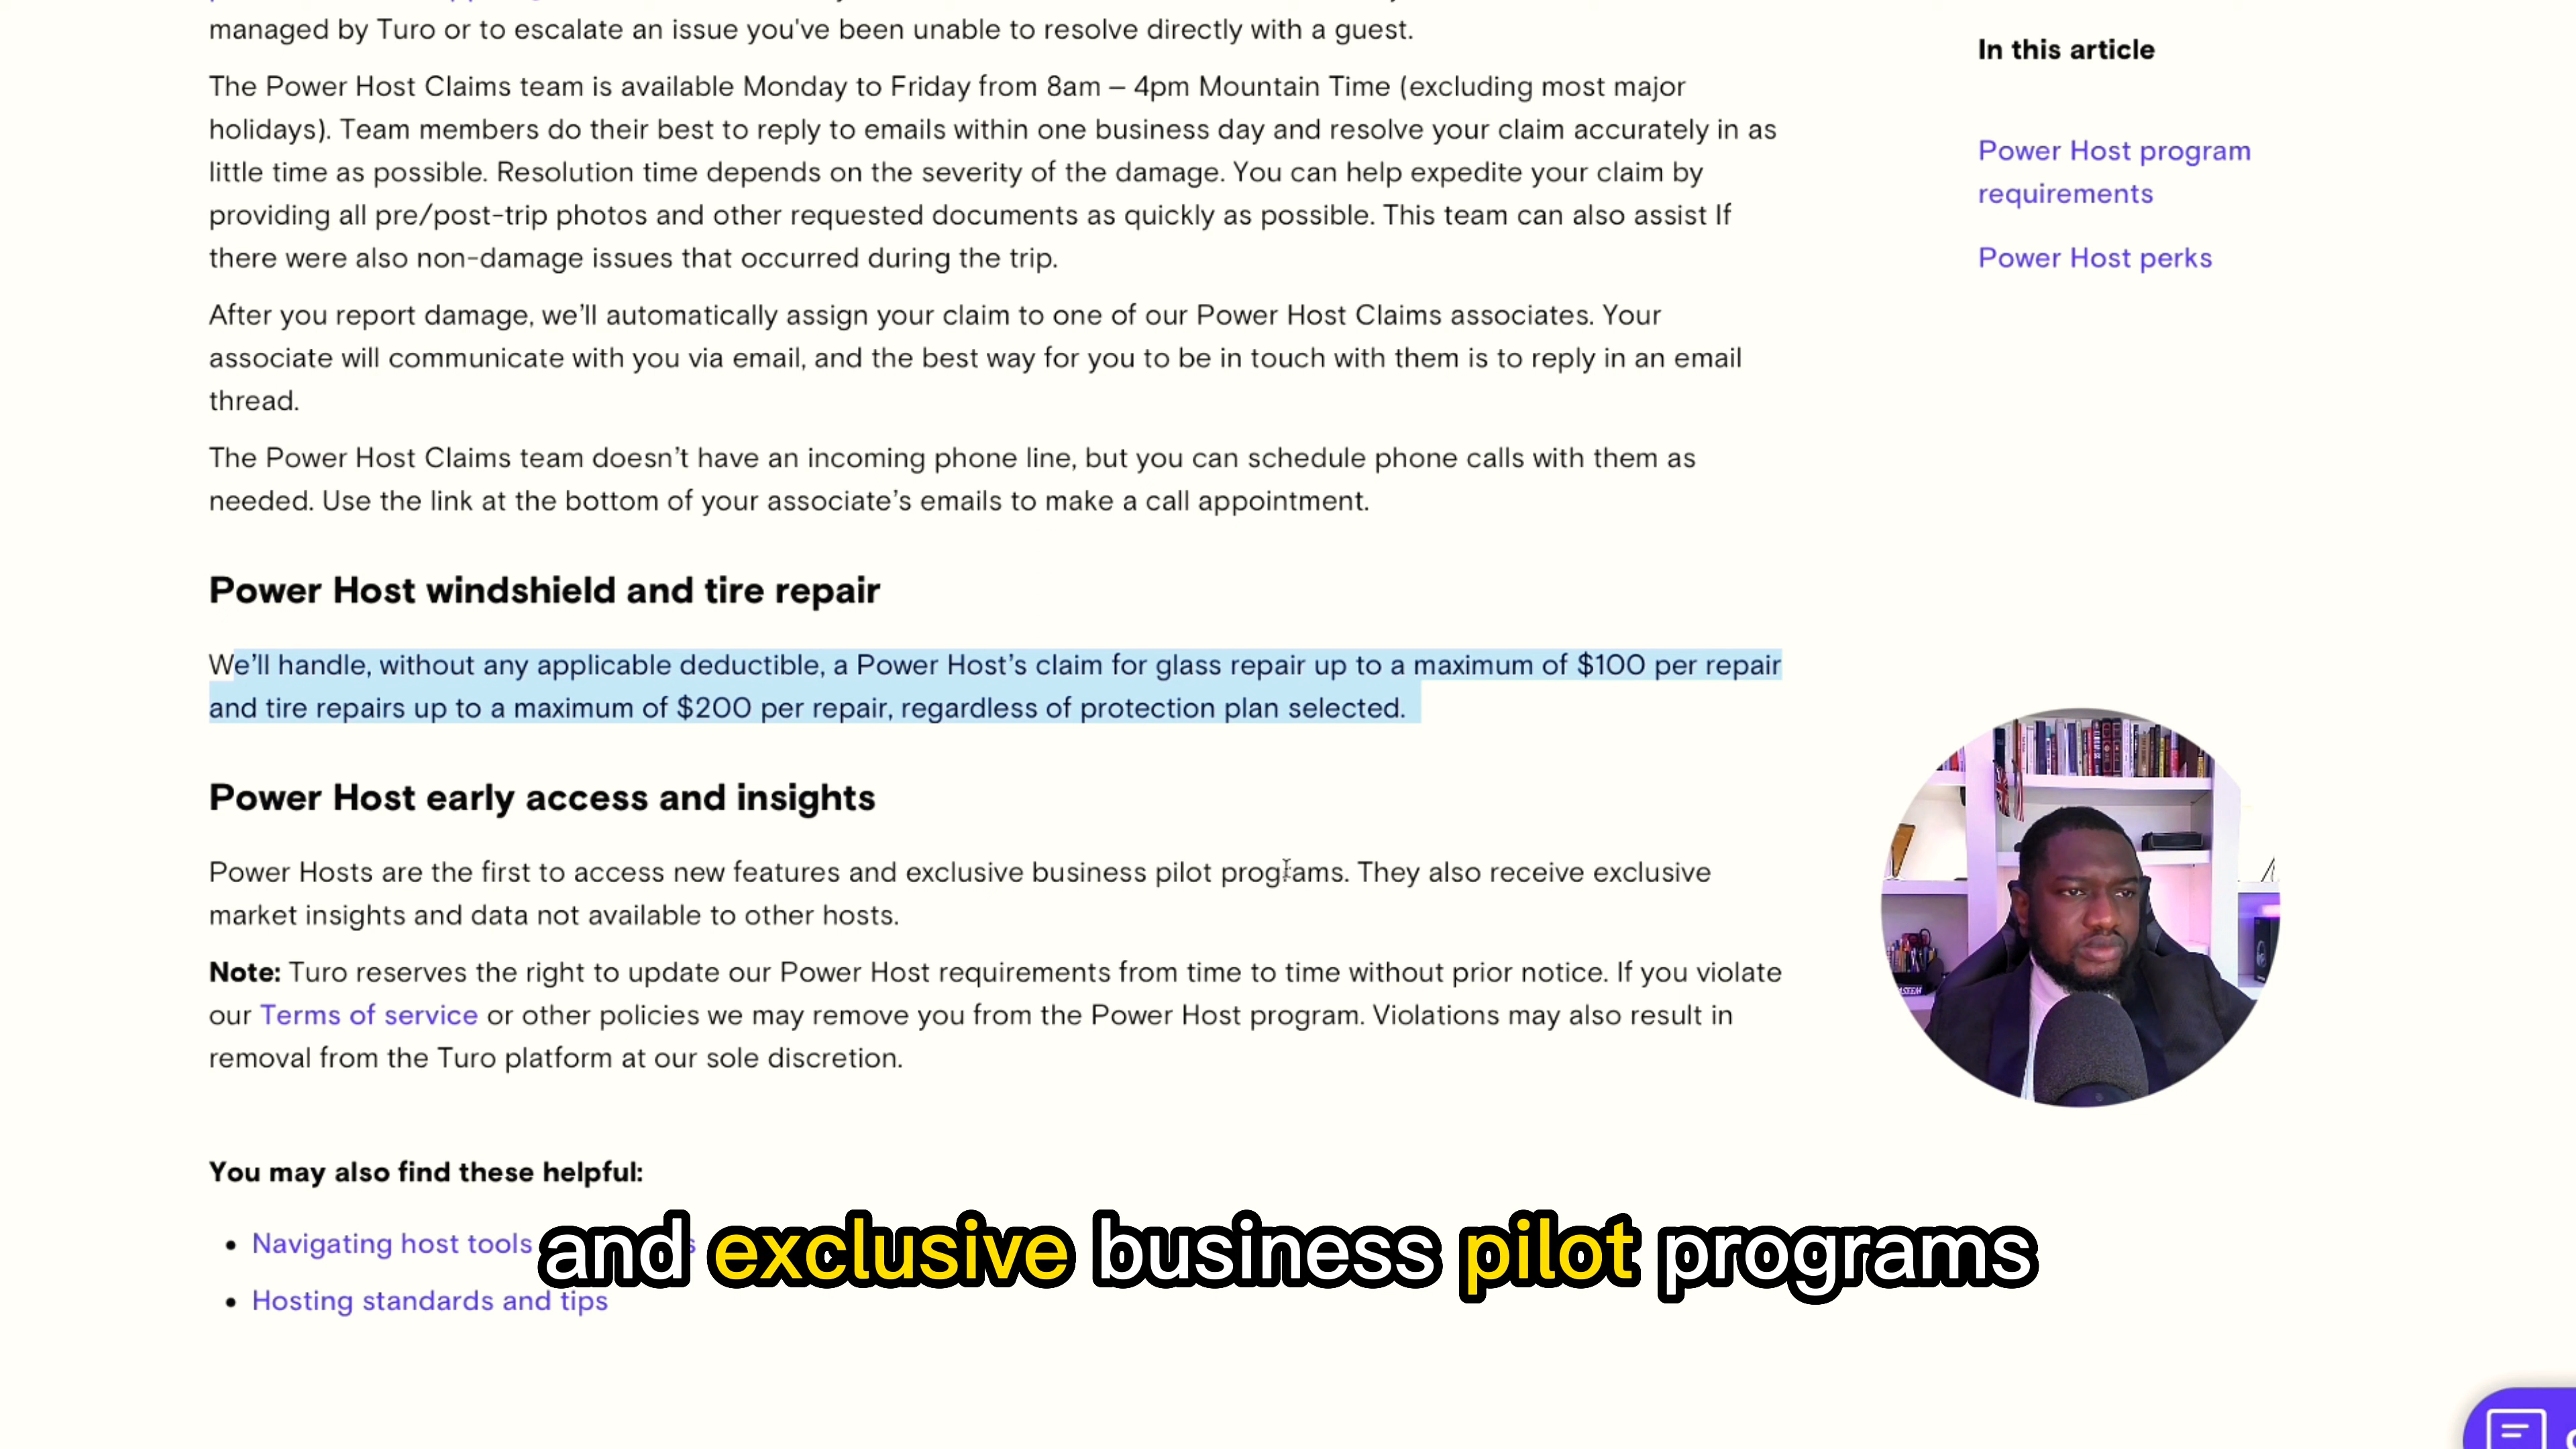 managed by Turo or to escalate an issue you've been unable to resolve directly with a guest.
The Power Host Claims team is available Monday to Friday from 8am – 4pm Mountain Time (excluding most major
holidays). Team members do their best to reply to emails within one business day and resolve your claim accurately in as
little time as possible. Resolution time depends on the severity of the damage. You can help expedite your claim by
providing all pre/post-trip photos and other requested documents as quickly as possible. This team can also assist If
there were also non-damage issues that occurred during the trip.
After you report damage, we’ll automatically assign your claim to one of our Power Host Claims associates. Your
associate will communicate with you via email, and the best way for you to be in touch with them is to reply in an email
thread.
The Power Host Claims team doesn’t have an incoming phone line, but you can schedule phone calls with them as
needed. Use the link at the bottom of your associate’s emails to make a call appointment.
Power Host windshield and tire repair
We’ll handle, without any applicable deductible, a Power Host’s claim for glass repair up to a maximum of $100 per repair
and tire repairs up to a maximum of $200 per repair, regardless of protection plan selected.
Power Host early access and insights
Power Hosts are the first to access new features and exclusive business pilot programs. They also receive exclusive
market insights and data not available to other hosts.
Note: Turo reserves the right to update our Power Host requirements from time to time without prior notice. If you violate
our Terms of service or other policies we may remove you from the Power Host program. Violations may also result in
removal from the Turo platform at our sole discretion.
You may also find these helpful:
Navigating host tools
Hosting standards and tips
In this article
Power Host program
requirements
Power Host perks
and exclusive business pilot programs